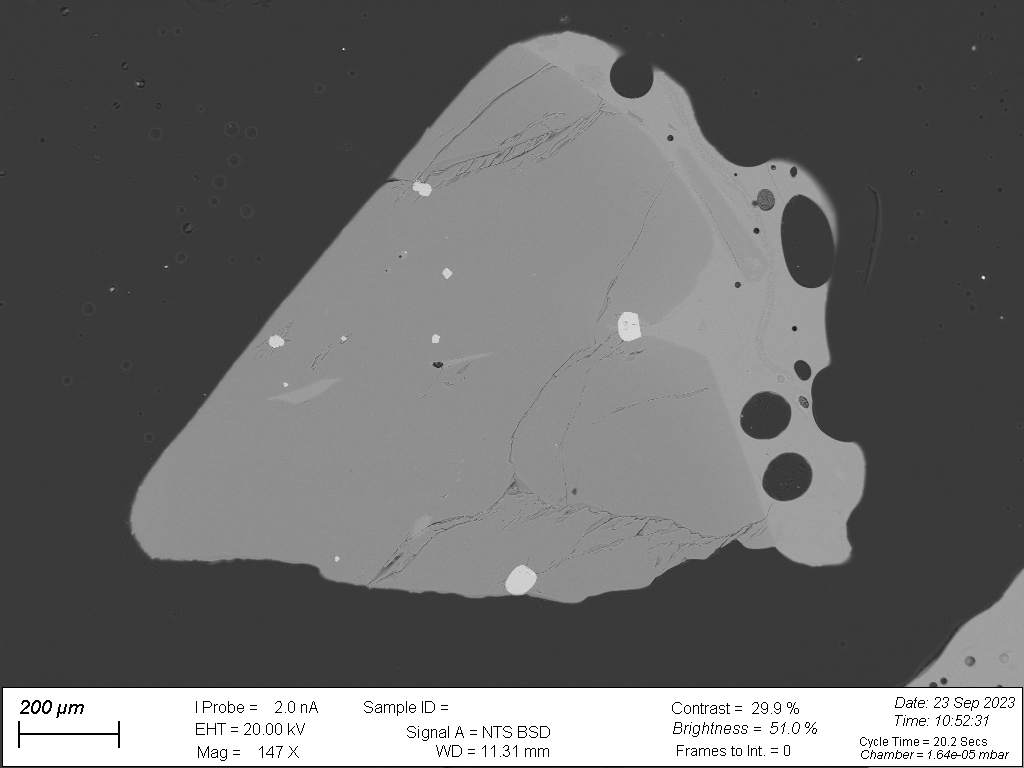 200 µm
I Probe = 2.0 nA
EHT = 20.00 kV
Mag = 147 X
Sample ID =
Signal A = NTS BSD
WD = 11.31 mm
Contrast = 29.9 %
Brightness = 51.0 %
Frames to Int. = 0
Date: 23 Sep 2023
Time: 10:52:31
Cycle Time = 20.2 Secs
Chamber = 1.64e-05 mbar